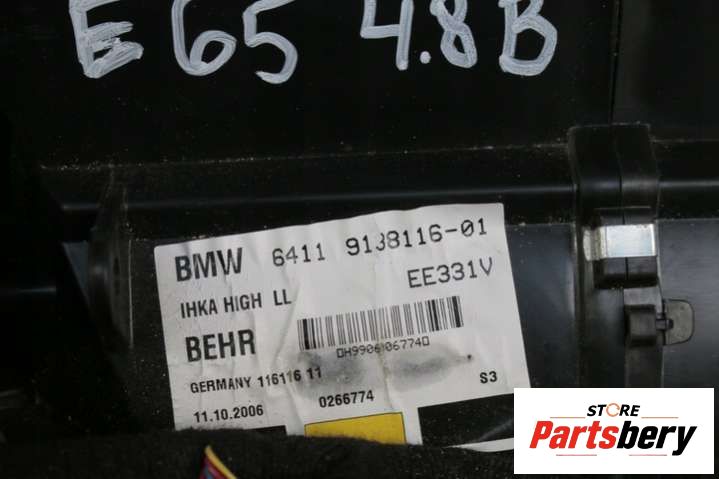 E65 4.8B
BMW 6411 9138116-01
IHKA HIGH LL EE331V
BEHR
GERMANY 116116 11
0266774 S3
11.10.2006
STORE
Partsbery